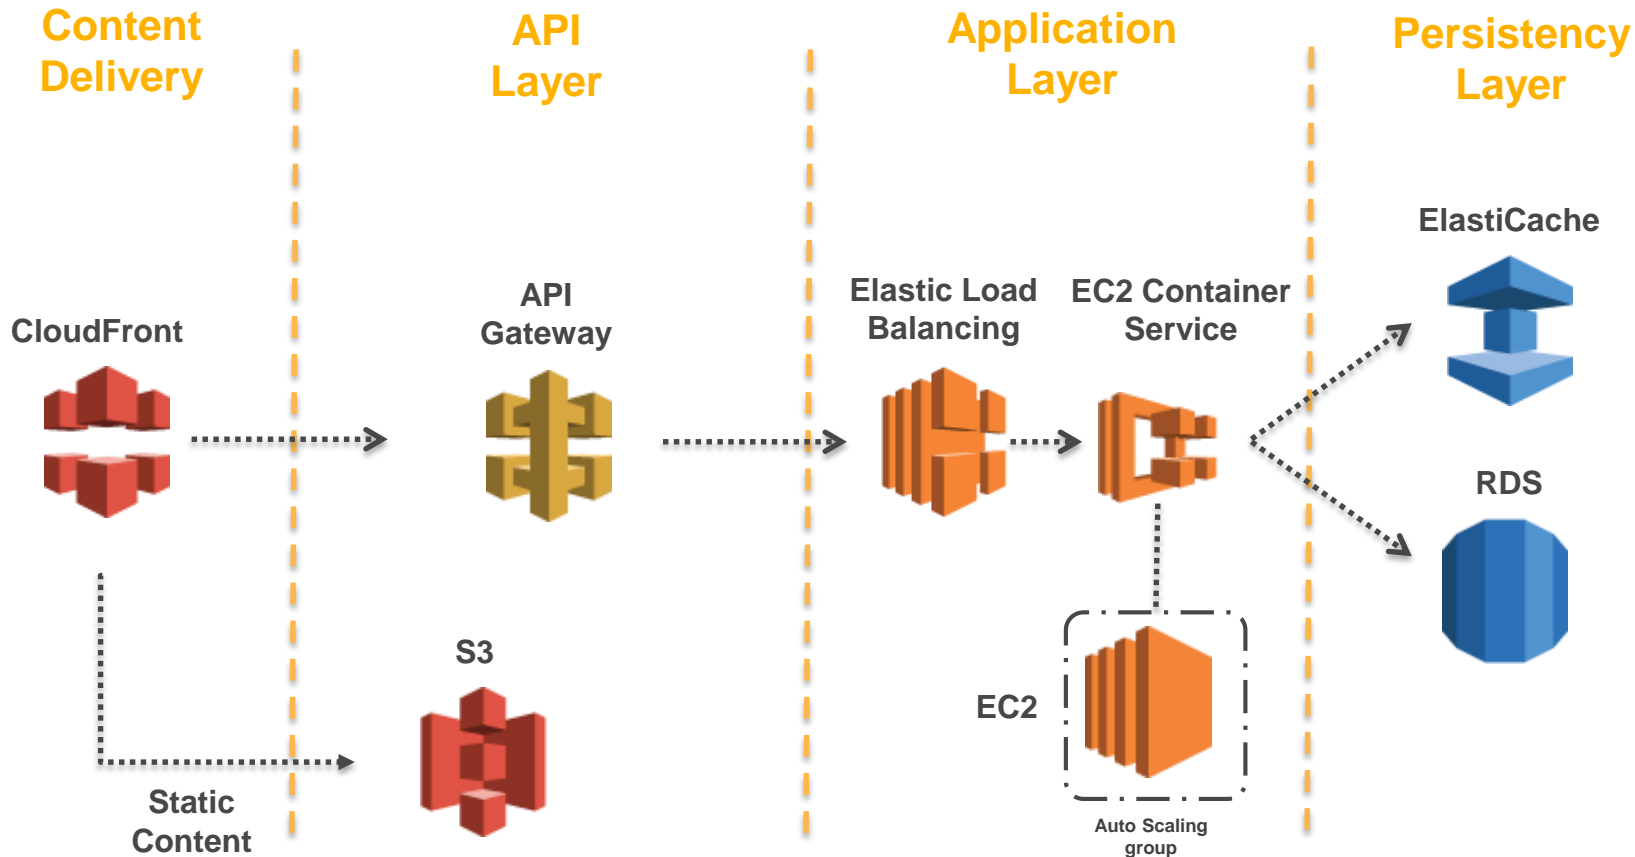 Content
Delivery
API
Layer
Application
Layer
Persistency
Layer
CloudFront
API
Gateway
Elastic Load
Balancing
EC2 Container
Service
ElastiCache
RDS
S3
EC2
Static
Content
Auto Scaling
group